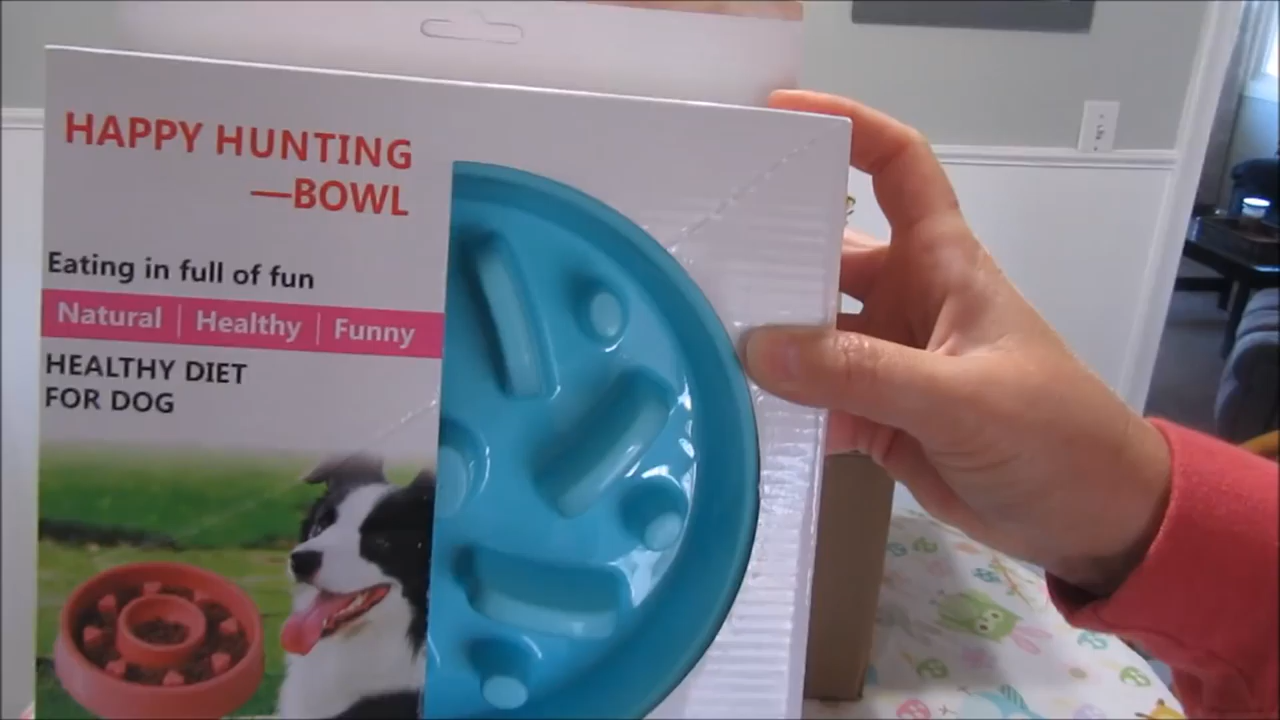 HAPPY HUNTING
—BOWL
Eating in full of fun
Natural | Healthy | Funny
HEALTHY DIET
FOR DOG